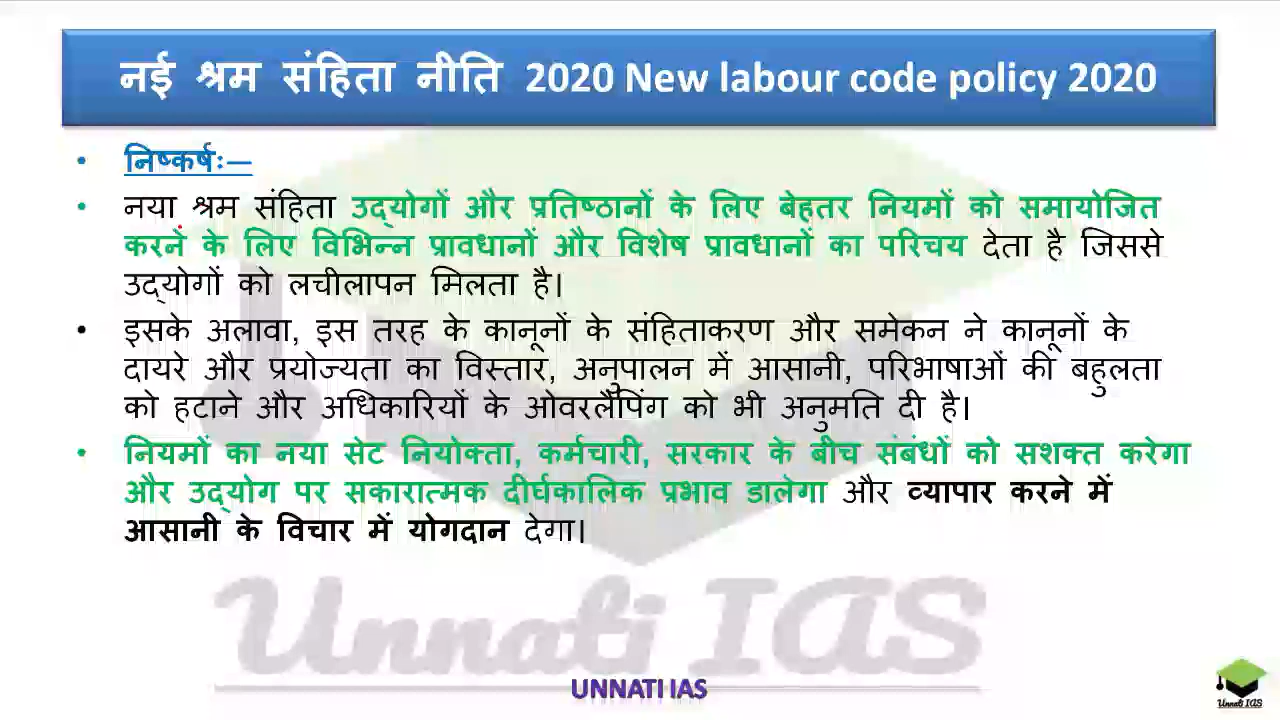 नई श्रम संहिता नीति 2020 New labour code policy 2020
• निष्कर्षः—
• नया श्रम संहिता उद्योगों और प्रतिष्ठानों के लिए बेहतर नियमों को समायोजित
करने के लिए विभिन्न प्रावधानों और विशेष प्रावधानों का परिचय देता है जिससे
उद्योगों को लचीलापन मिलता है।
• इसके अलावा, इस तरह के कानूनों के संहिताकरण और समेकन ने कानूनों के
दायरे और प्रयोज्यता का विस्तार, अनुपालन में आसानी, परिभाषाओं की बहुलता
को हटाने और अधिकारियों के ओवरलैपिंग को भी अनुमति दी है।
• नियमों का नया सेट नियोक्ता, कर्मचारी, सरकार के बीच संबंधों को सशक्त करेगा
और उद्योग पर सकारात्मक दीर्घकालिक प्रभाव डालेगा और व्यापार करने में
आसानी के विचार में योगदान देगा।
Unnati IAS
UNNATI IAS
Unnati IAS